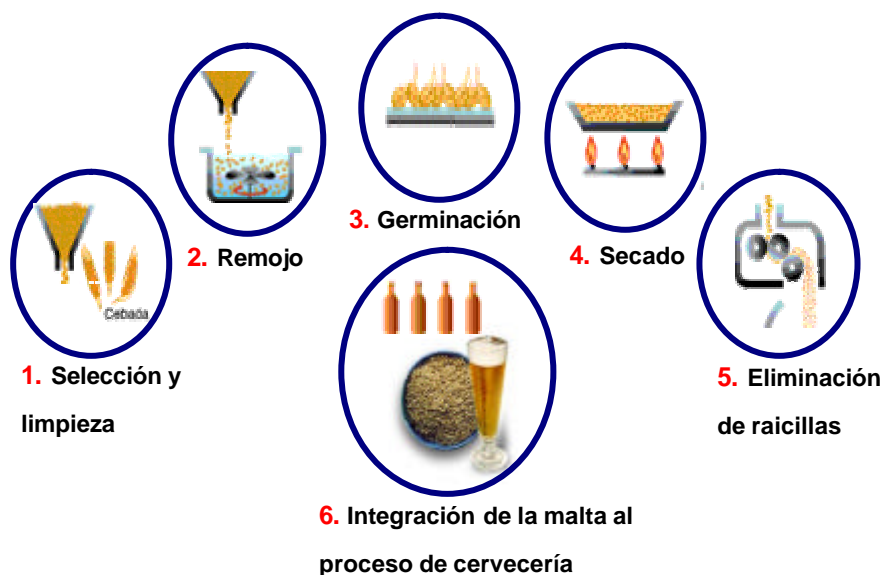 Cebada
1. Selección y
limpieza
2. Remojo
3. Germinación
4. Secado
5. Eliminación
de raicillas
6. Integración de la malta al
proceso de cervecería